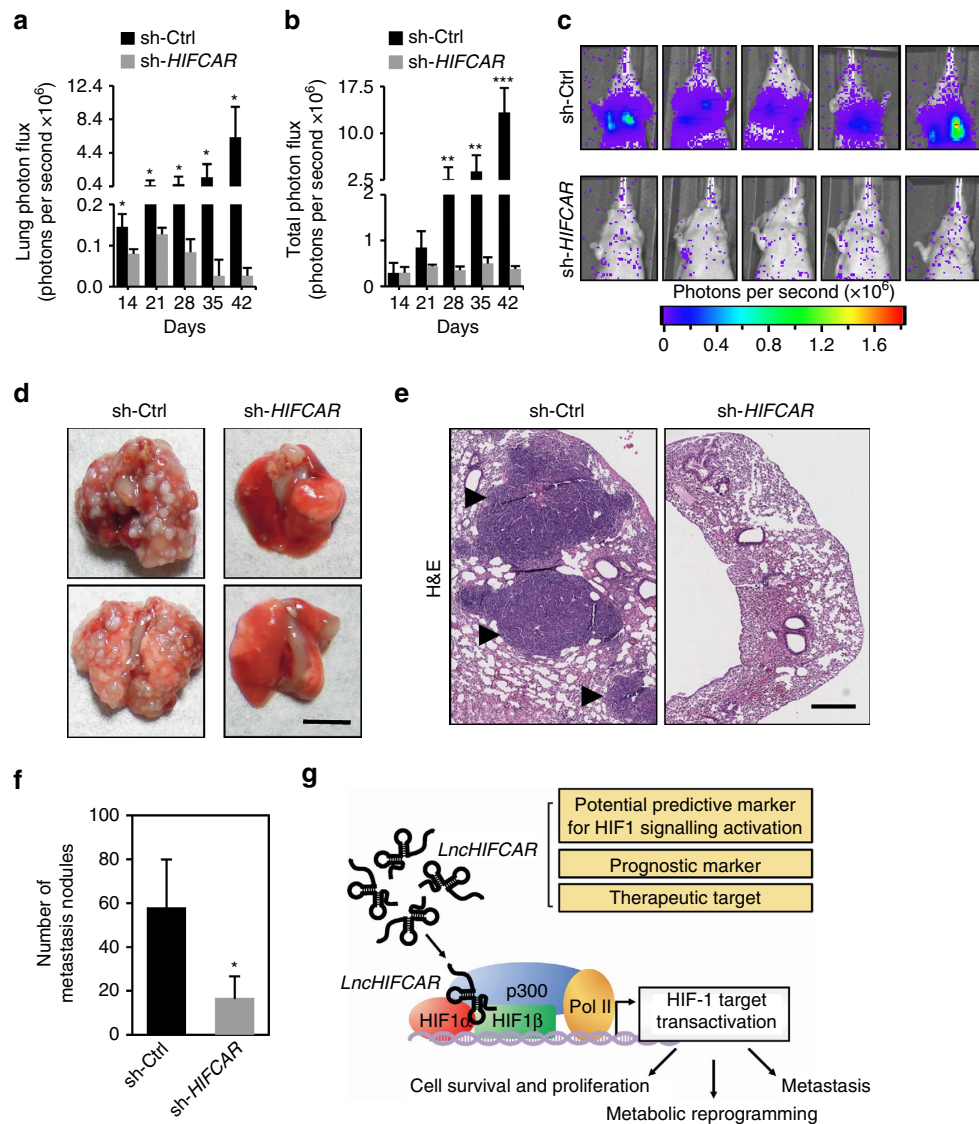 a
sh-Ctrl
sh-HIFCAR
Lung photon flux
(photons per second ×10⁶)
12.4
8.4
4.4
0.4
0.2
0.1
0.0
*
*
*
*
*
14 21 28 35 42
Days
b
sh-Ctrl
sh-HIFCAR
Total photon flux
(photons per second ×10⁶)
17.5
10.0
2.5
2
1
0
**
**
***
14 21 28 35 42
Days
c
sh-Ctrl
sh-HIFCAR
Photons per second (×10⁶)
0 0.4 0.8 1.2 1.6
d
sh-Ctrl
sh-HIFCAR
e
sh-Ctrl
sh-HIFCAR
H&E
f
Number of
metastasis nodules
100
80
60
40
20
0
*
sh-Ctrl
sh-HIFCAR
g
Potential predictive marker
for HIF1 signalling activation
Prognostic marker
Therapeutic target
LncHIFCAR
LncHIFCAR
p300
Pol II
HIF1α
HIF1β
HIF-1 target
transactivation
Cell survival and proliferation
Metabolic reprogramming
Metastasis